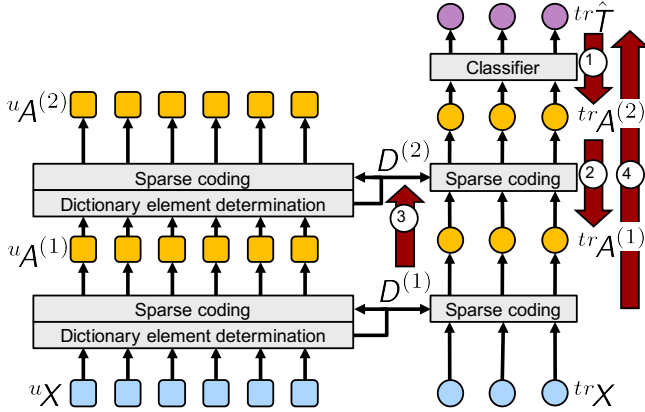 tr T̂
Classifier
1
u A(2)
tr A(2)
D(2)
Sparse coding
Dictionary element determination
Sparse coding
2
4
3
u A(1)
tr A(1)
D(1)
Sparse coding
Dictionary element determination
Sparse coding
u X
tr X